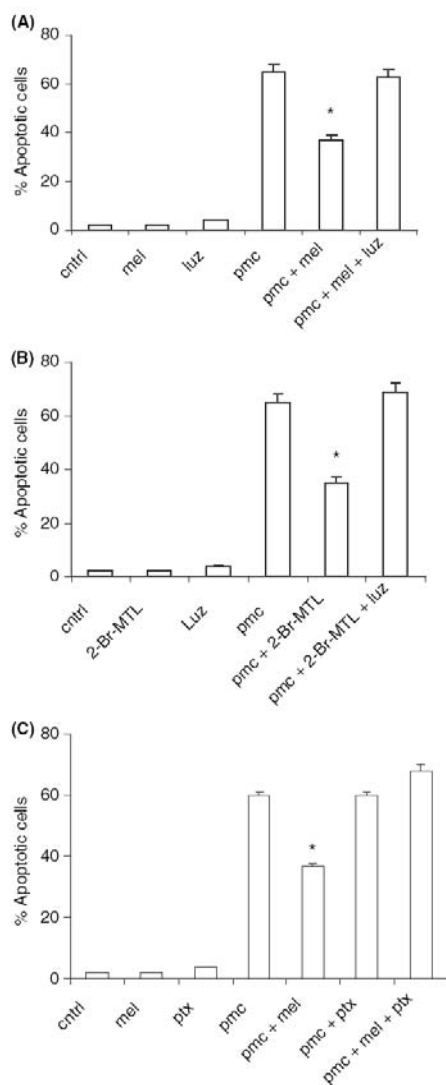 (A)
% Apoptotic cells
80
60
40
20
0
*
cntrl
mel
luz
pmc
pmc + mel
pmc + mel + luz
(B)
% Apoptotic cells
80
60
40
20
0
*
cntrl
2-Br-MTL
Luz
pmc
pmc + 2-Br-MTL
pmc + 2-Br-MTL + luz
(C)
% Apoptotic cells
80
60
40
20
0
*
cntrl
mel
ptx
pmc
pmc + mel
pmc + ptx
pmc + mel + ptx